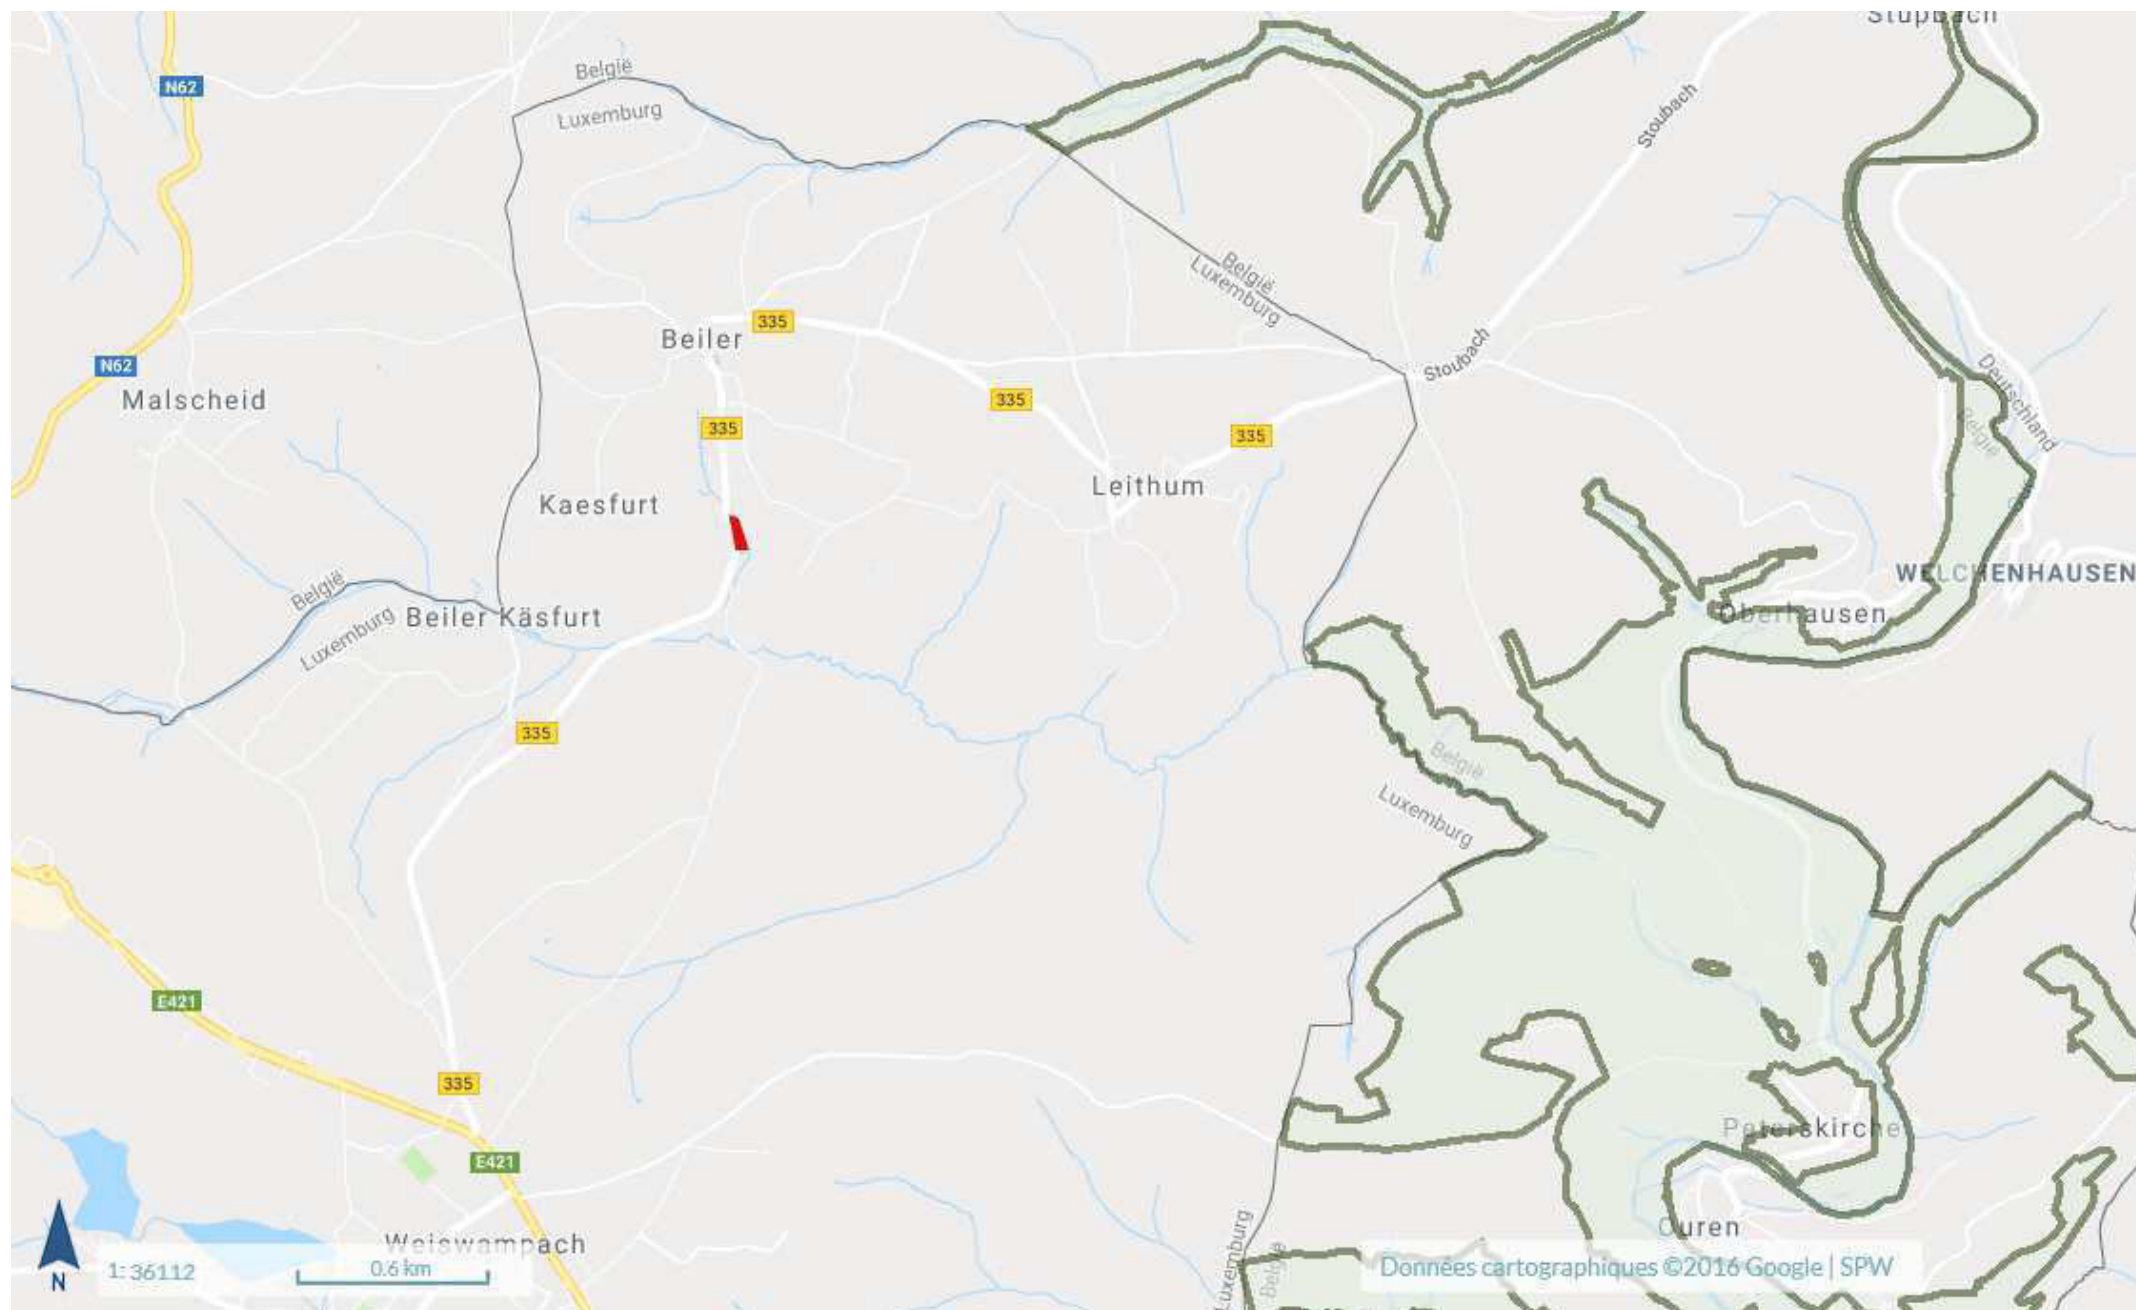 Stupbach
België
N62
Luxemburg
Stoubach
België
Luxemburg
335
Beiler
Stoubach
N62
Deutschland
Malscheid
335
335
België
335
Leithum
Kaesfurt
WELCHENHAUSEN
België
Luxemburg
Beiler Käsfurt
Oberhausen
335
België
Luxemburg
E421
335
Peterskirche
E421
Ouren
Weiswampach
Luxemburg
België
N
1: 36112
0.6 km
Données cartographiques ©2016 Google | SPW